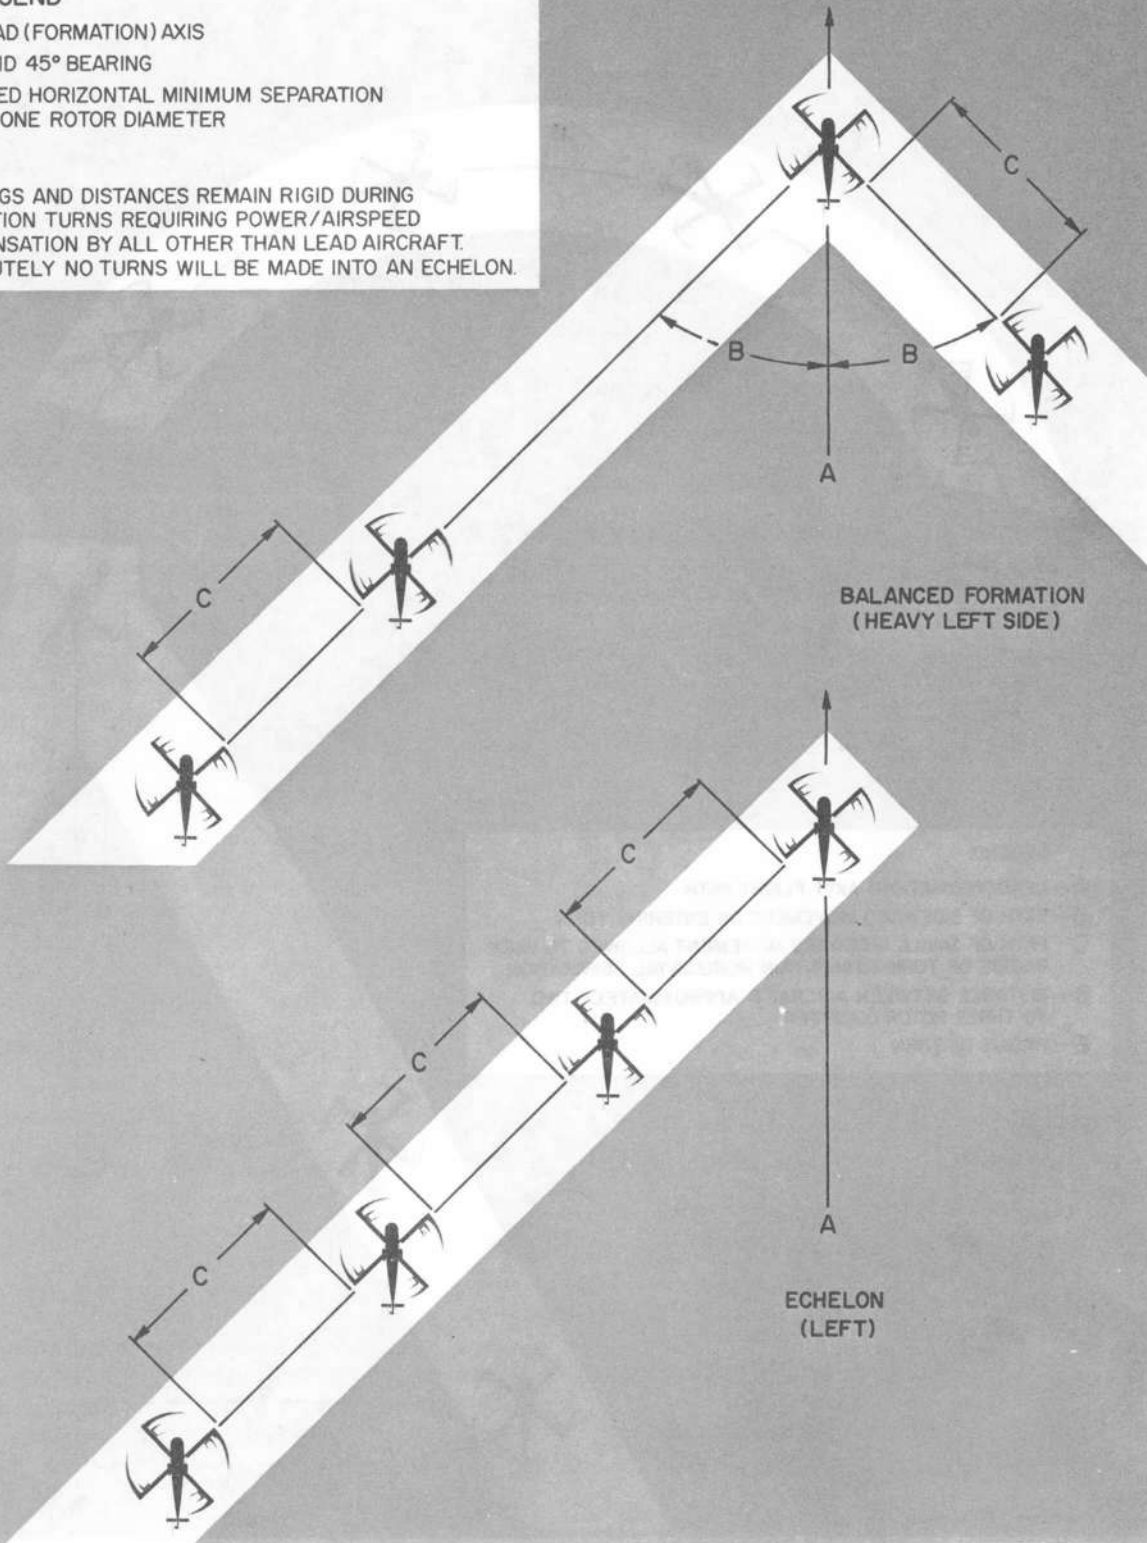 AD (FORMATION) AXIS
ID 45° BEARING
ED HORIZONTAL MINIMUM SEPARATION
ONE ROTOR DIAMETER
GS AND DISTANCES REMAIN RIGID DURING
TION TURNS REQUIRING POWER/AIRSPEED
NSATION BY ALL OTHER THAN LEAD AIRCRAFT.
UTELY NO TURNS WILL BE MADE INTO AN ECHELON.
C
B
B
A
C
BALANCED FORMATION
(HEAVY LEFT SIDE)
C
C
A
C
ECHELON
(LEFT)